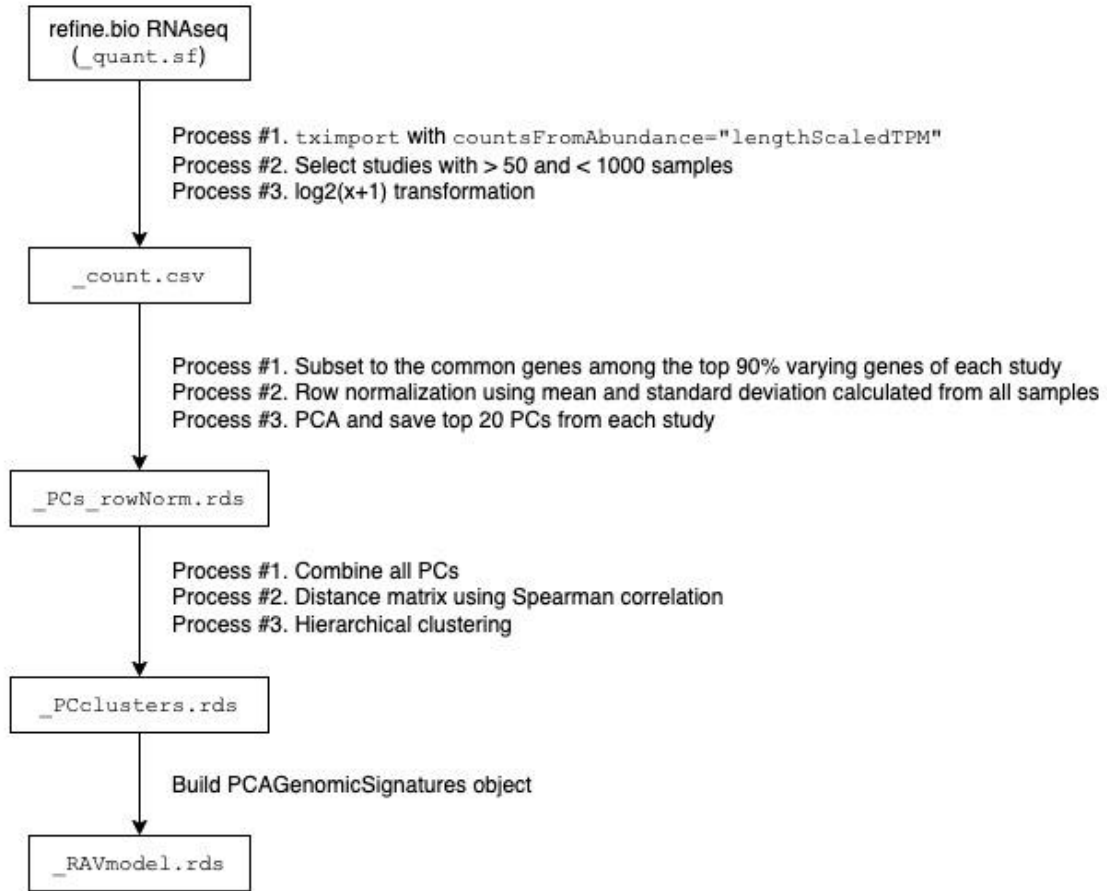 refine.bio RNAseq
(_quant.sf)
Process #1. tximport with countsFromAbundance="lengthScaledTPM"
Process #2. Select studies with > 50 and < 1000 samples
Process #3. log2(x+1) transformation
_count.csv
Process #1. Subset to the common genes among the top 90% varying genes of each study
Process #2. Row normalization using mean and standard deviation calculated from all samples
Process #3. PCA and save top 20 PCs from each study
_PCs_rowNorm.rds
Process #1. Combine all PCs
Process #2. Distance matrix using Spearman correlation
Process #3. Hierarchical clustering
_PCclusters.rds
Build PCAGenomicSignatures object
_RAVmodel.rds